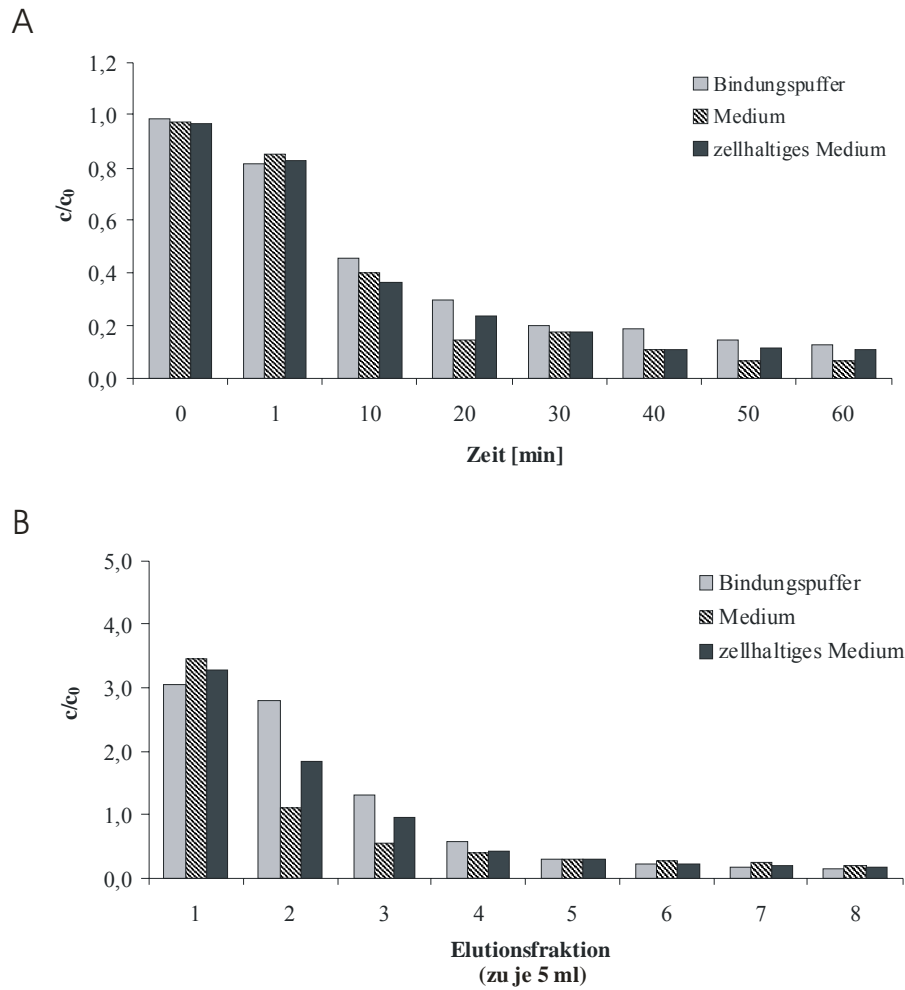 A
1,2
1,0
0,8
0,6
0,4
0,2
0,0
c/c0
Bindungspuffer
Medium
zellhaltiges Medium
0 1 10 20 30 40 50 60
Zeit [min]
B
5,0
4,0
3,0
2,0
1,0
0,0
c/c0
Bindungspuffer
Medium
zellhaltiges Medium
1 2 3 4 5 6 7 8
Elutionsfraktion
(zu je 5 ml)